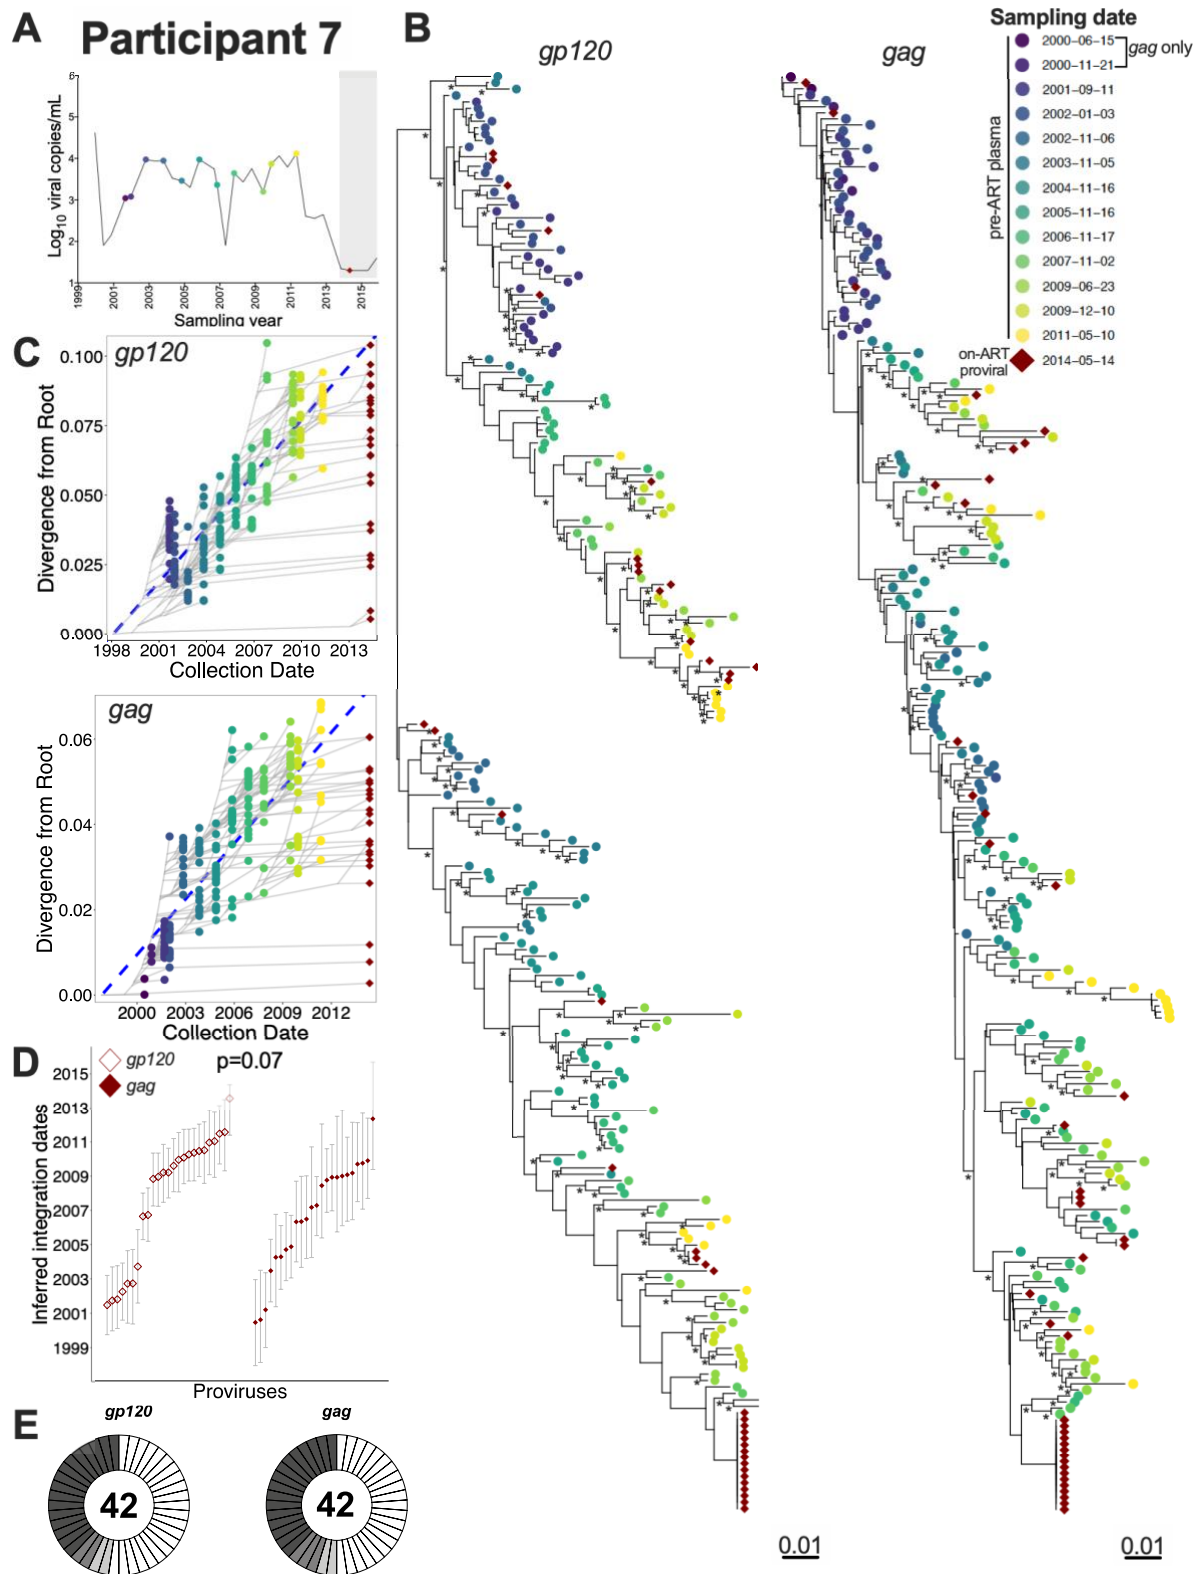 A Participant 7
Log10 viral copies/mL
6
5
4
3
2
1
1999
2001
2003
2005
2007
2009
2011
2013
2015
Sampling year
B
gp120
gag
Sampling date
2000-06-15
2000-11-21
gag only
2001-09-11
2002-01-03
2002-11-06
2003-11-05
2004-11-16
2005-11-16
2006-11-17
2007-11-02
2009-06-23
2009-12-10
2011-05-10
pre-ART plasma
on-ART
proviral
2014-05-14
0.01
0.01
C
gp120
Divergence from Root
0.100
0.075
0.050
0.025
0.000
1998 2001 2004 2007 2010 2013
Collection Date
gag
Divergence from Root
0.06
0.04
0.02
0.00
2000 2003 2006 2009 2012
Collection Date
D
gp120
gag
p=0.07
Inferred integration dates
2015
2013
2011
2009
2007
2005
2003
2001
1999
Proviruses
E
gp120
gag
42
42